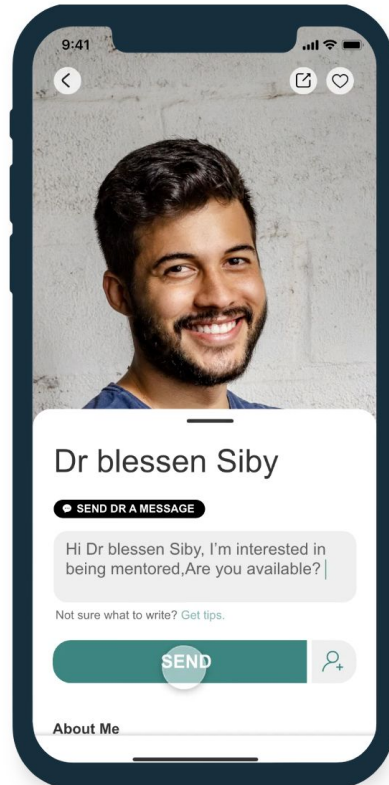 9:41
Dr blessen Siby
SEND DR A MESSAGE
Hi Dr blessen Siby, I'm interested in
being mentored,Are you available?
Not sure what to write? Get tips.
SEND
About Me